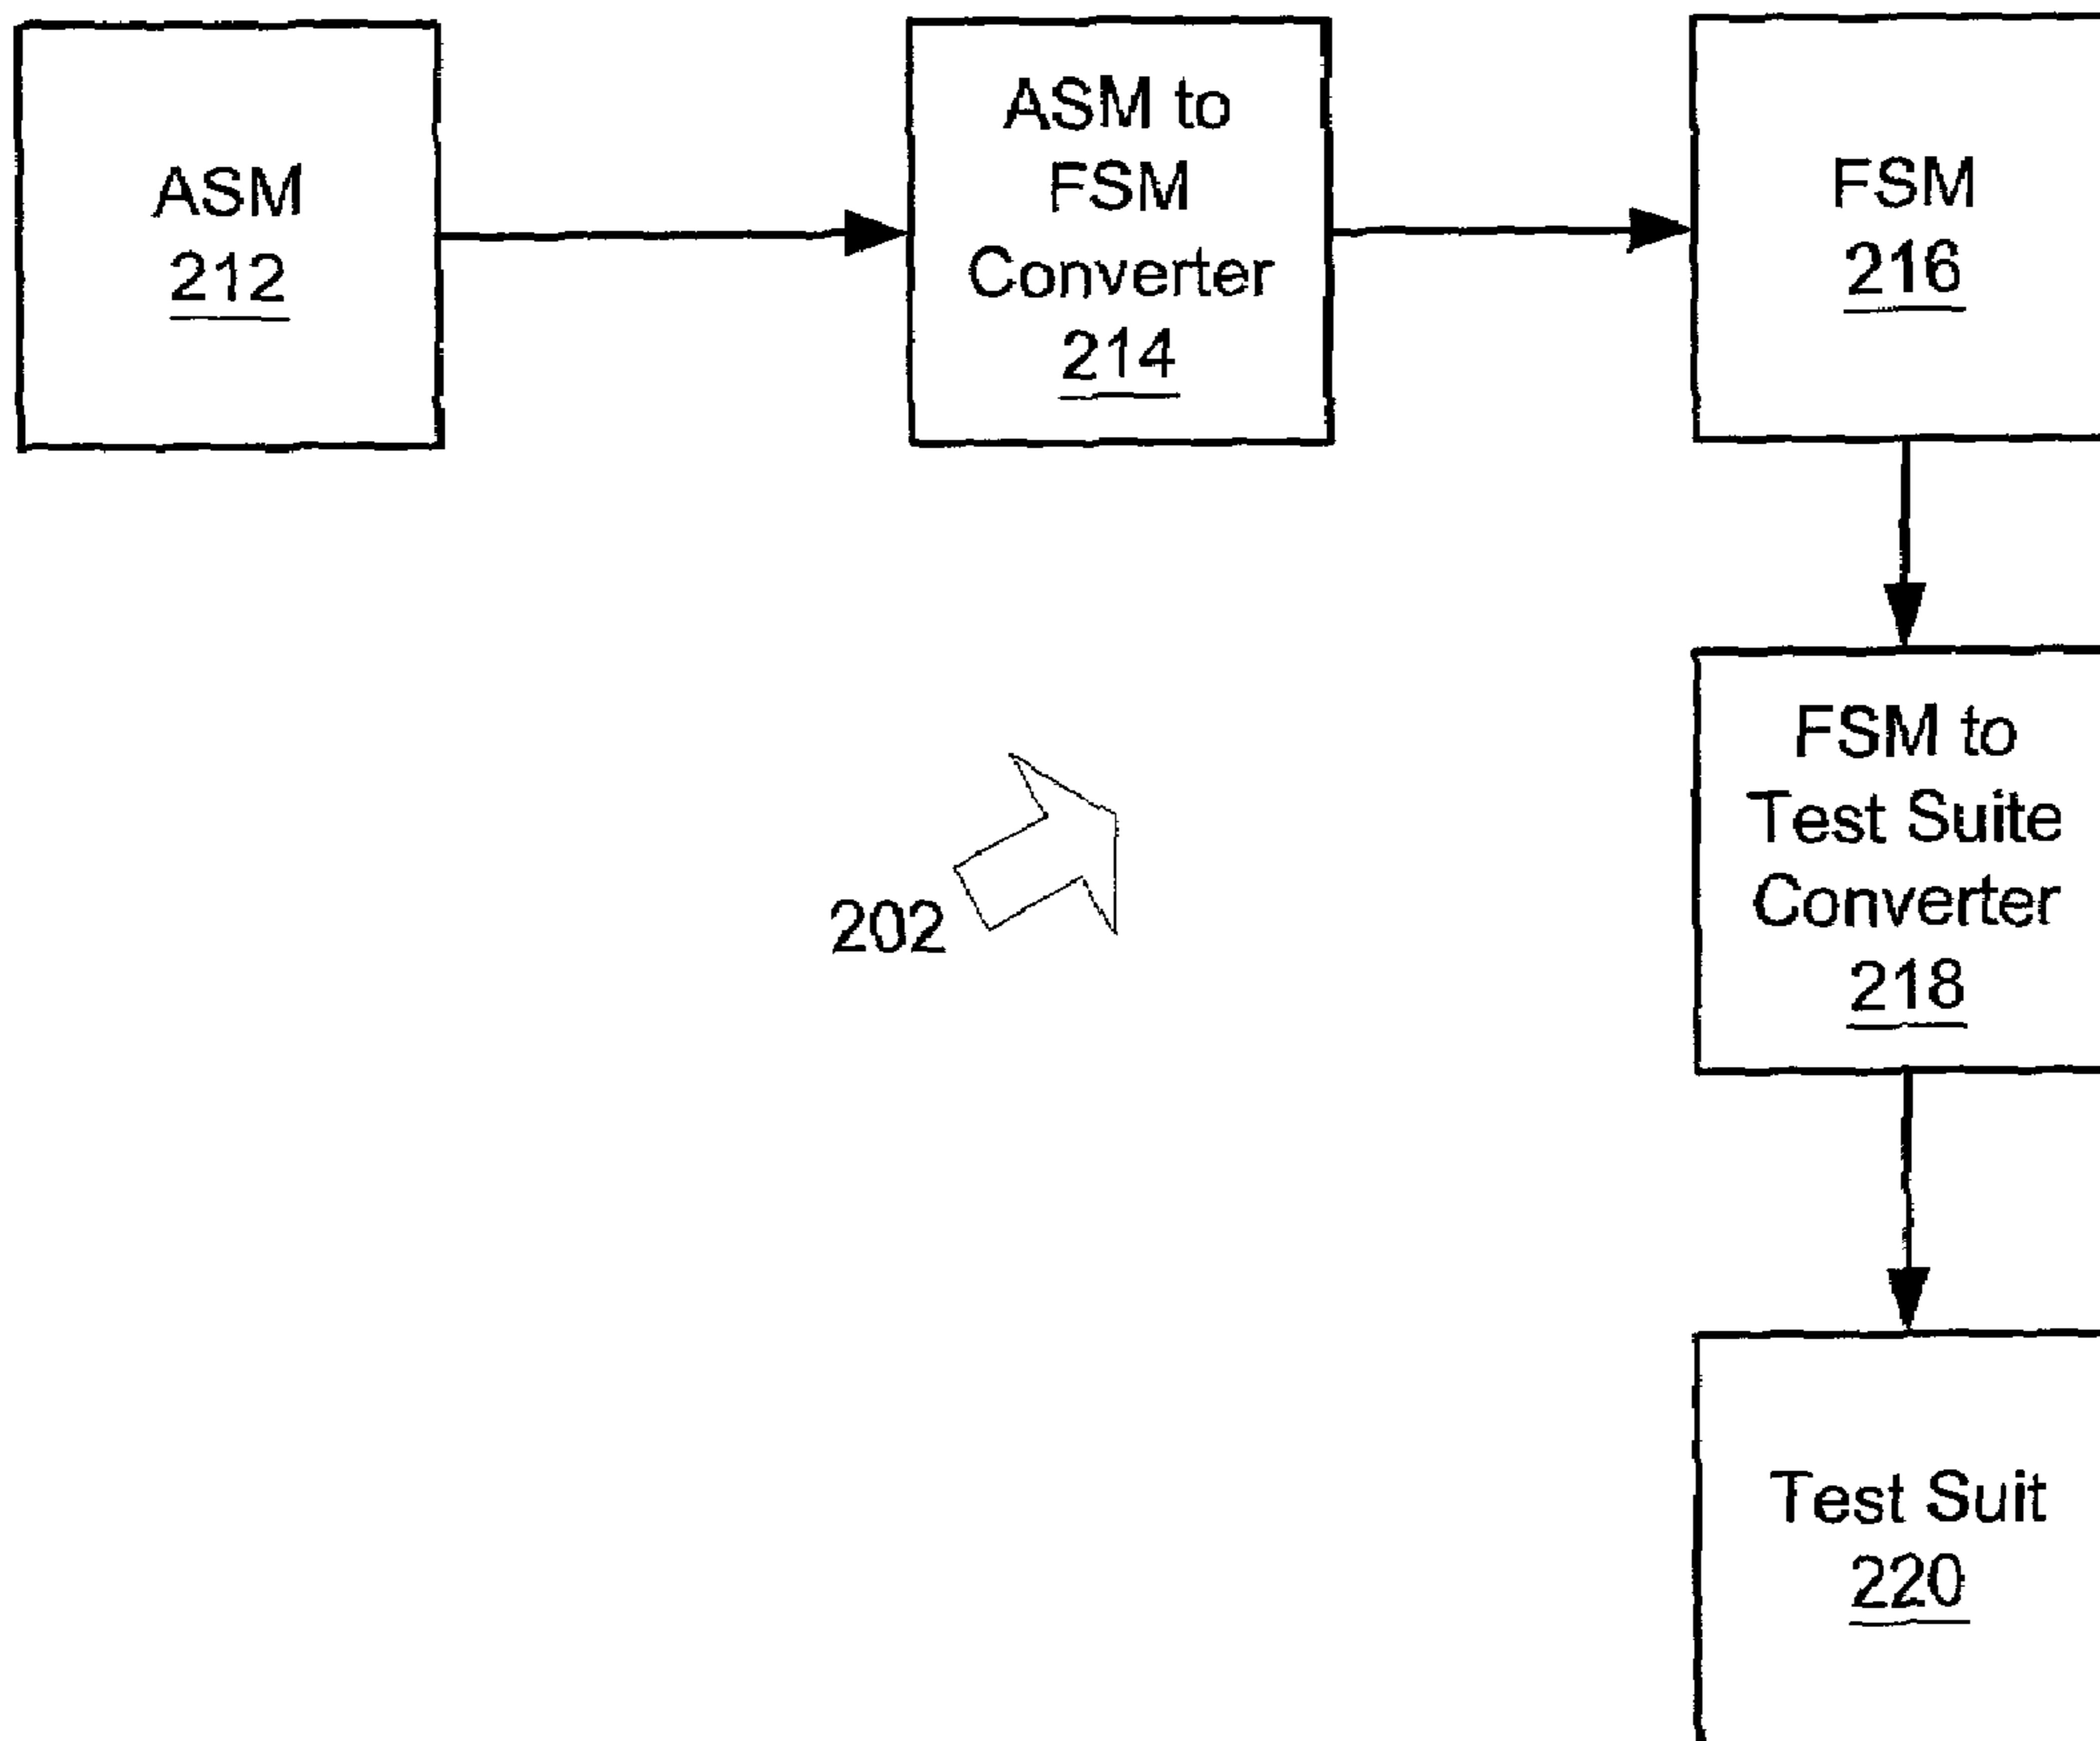 ASM
212
ASM to
FSM
Converter
214
FSM
216
FSM to
Test Suite
Converter
218
202
Test Suit
220